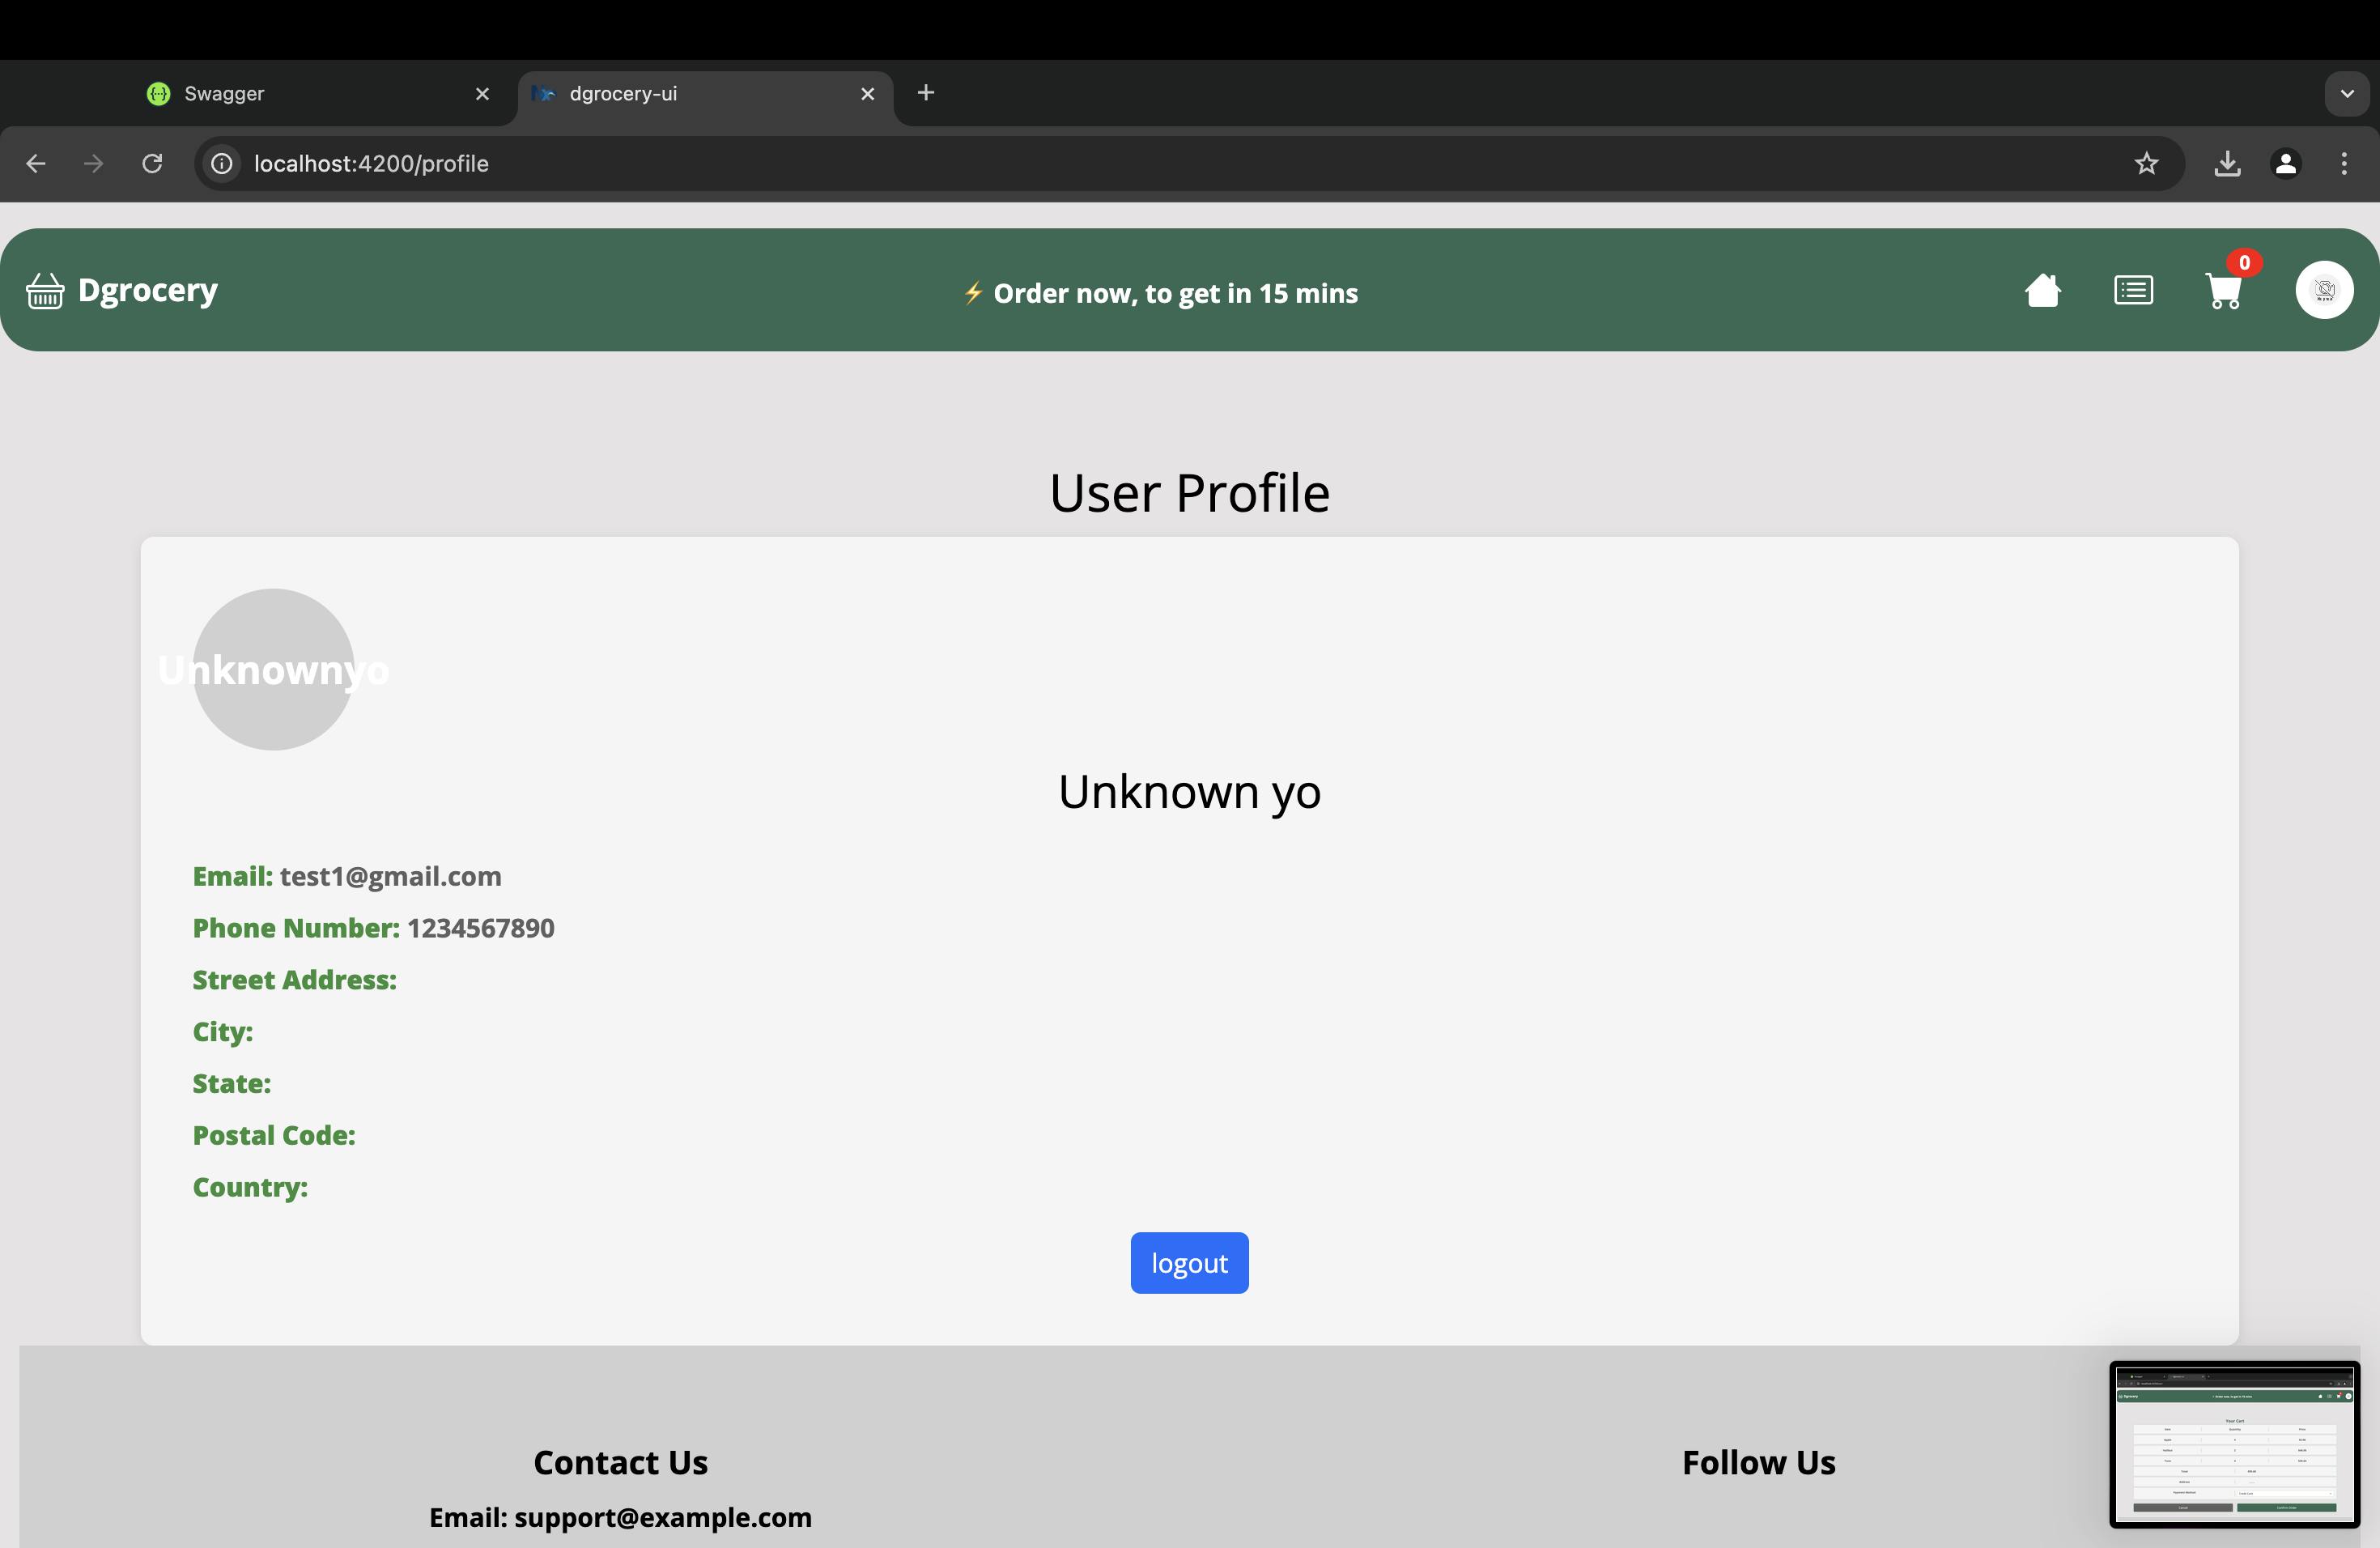 Swagger
dgrocery-ui
localhost:4200/profile
Dgrocery
⚡ Order now, to get in 15 mins
0
User Profile
Unknownyo
Unknown yo
Email: test1@gmail.com
Phone Number: 1234567890
Street Address:
City:
State:
Postal Code:
Country:
logout
Contact Us
Follow Us
Email: support@example.com
Your Cart